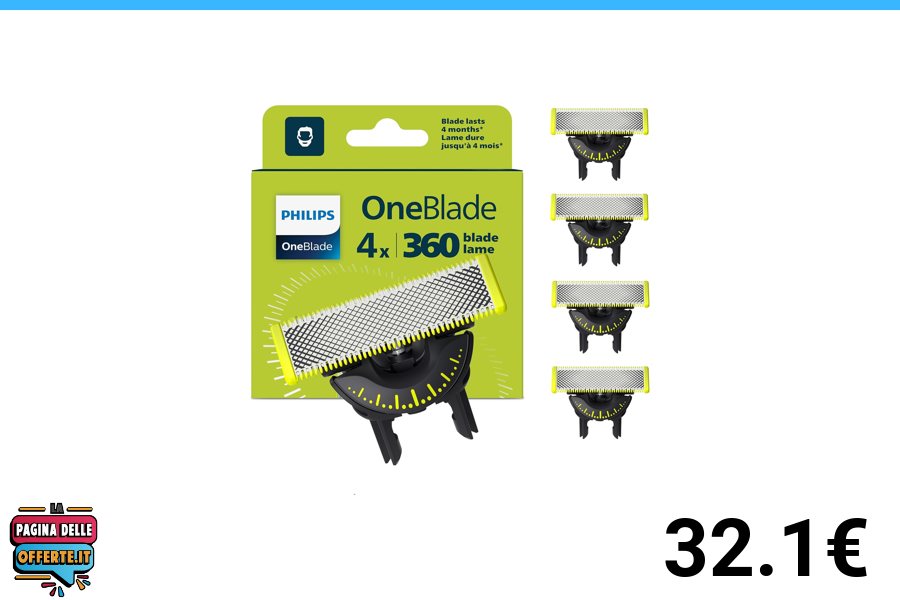 Blade lasts
4 months*
Lame dure
jusqu'à 4 mois*
PHILIPS
OneBlade
OneBlade
4x 360 blade
lame
LA
PAGINA DELLE
OFFERTE.IT
32.1€